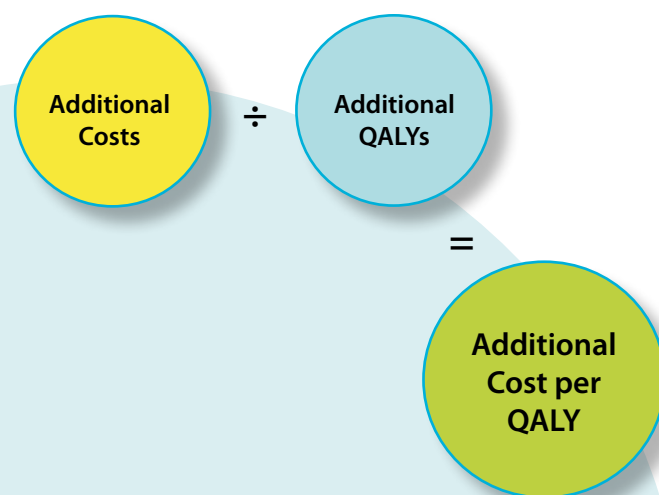 Additional
Costs
÷
Additional
QALYs
=
Additional
Cost per
QALY